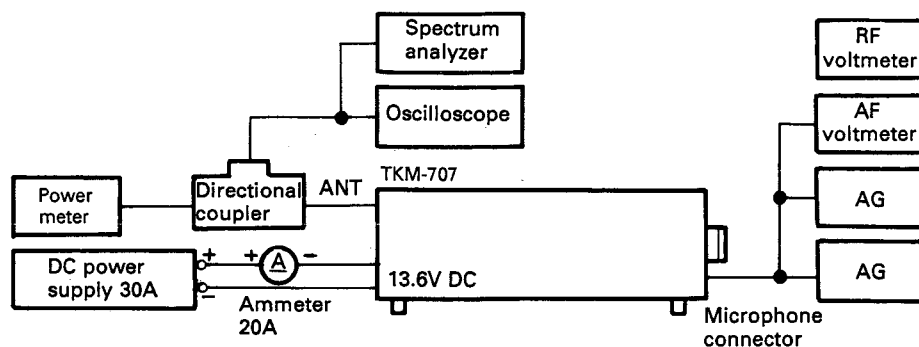 Spectrum
analyzer
RF
voltmeter
Oscilloscope
AF
voltmeter
TKM-707
Power
meter
Directional
coupler
ANT
AG
DC power
supply 30A
+
−
+
A
−
Ammeter
20A
13.6V DC
AG
Microphone
connector